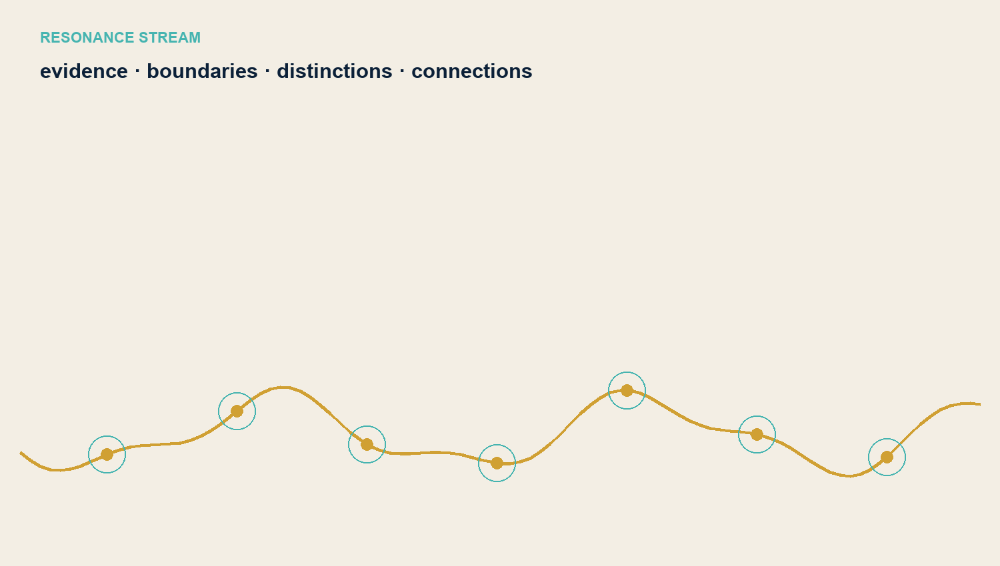 RESONANCE STREAM
evidence · boundaries · distinctions · connections